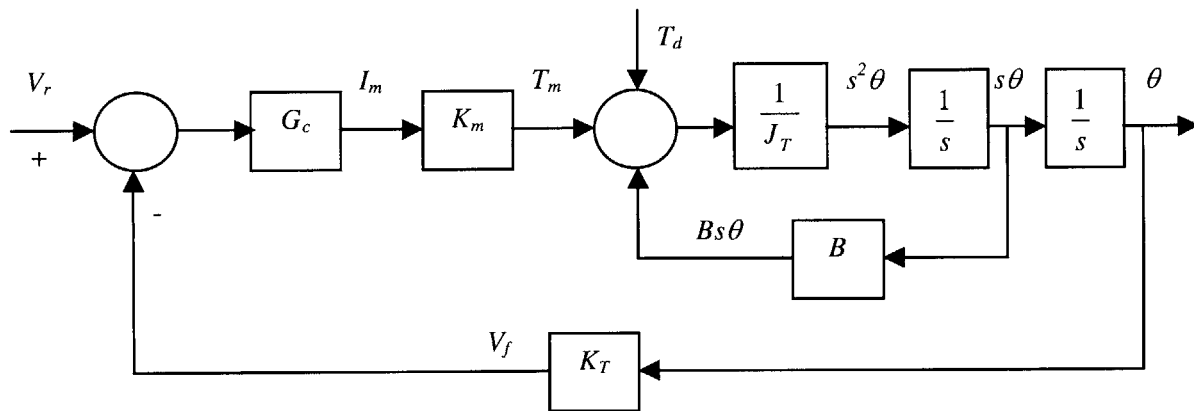 V_r
+
-
G_c
I_m
K_m
T_m
T_d
1
J_T
s^2θ
1
s
sθ
1
s
θ
Bsθ
B
V_f
K_T